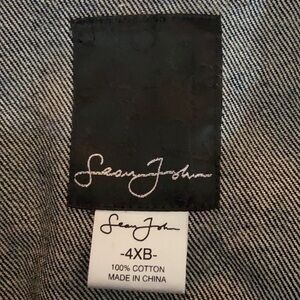 Sean John
Sean John
-4XB-
100% COTTON
MADE IN CHINA